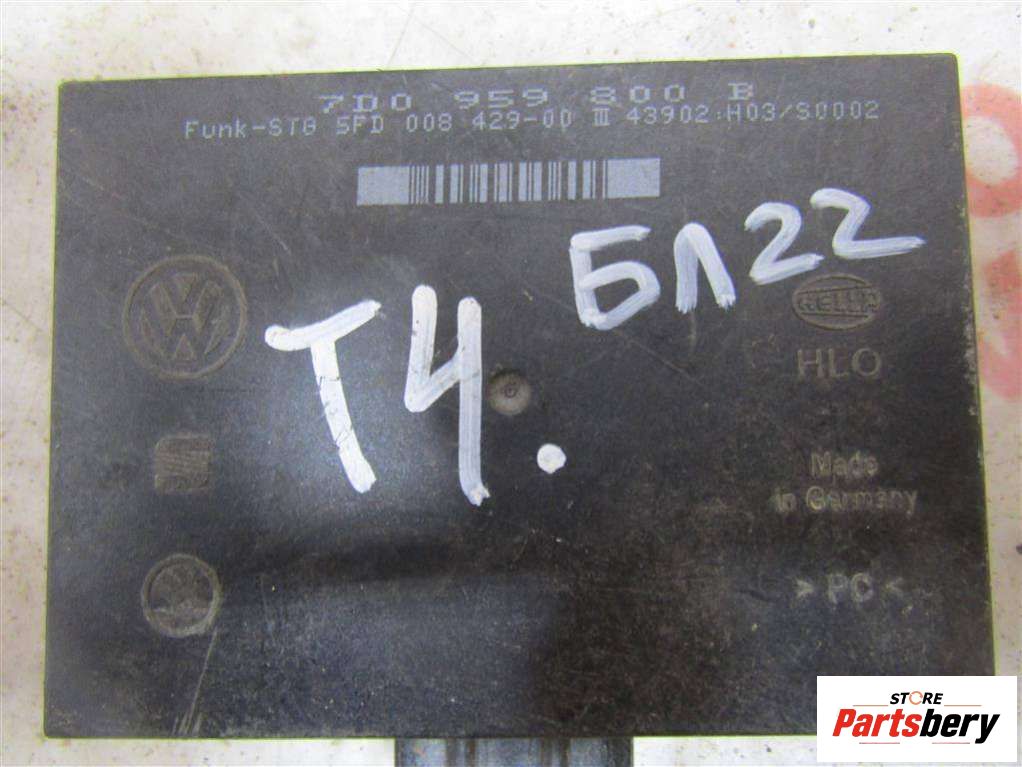 7D0 959 800 B
Funk-STG 5FD 008 429-00 III 43902:H03/S0002
БЛ22
Т4.
HELLA
HLO
Made
in Germany
>PC<
STORE
Partsbery